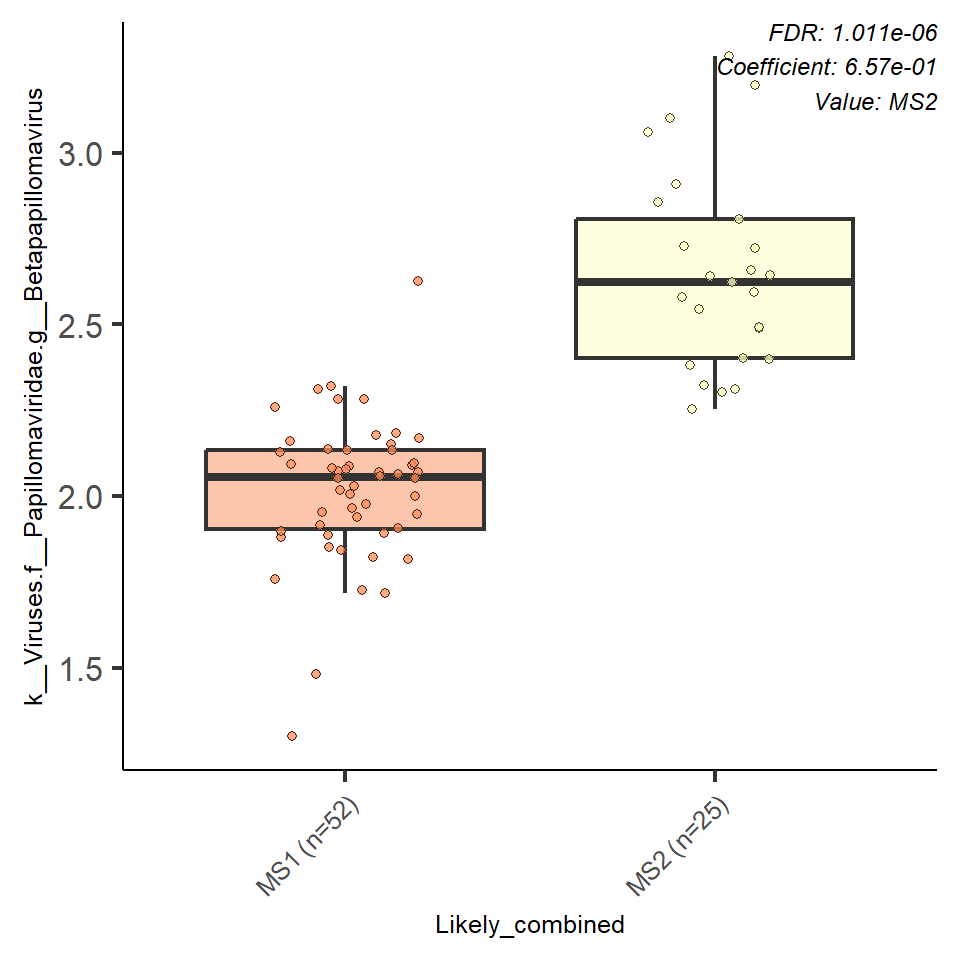 FDR: 1.011e-06
Coefficient: 6.57e-01
Value: MS2
k__Viruses.f__Papillomaviridae.g__Betapapillomavirus
3.0
2.5
2.0
1.5
MS1 (n=52)
MS2 (n=25)
Likely_combined